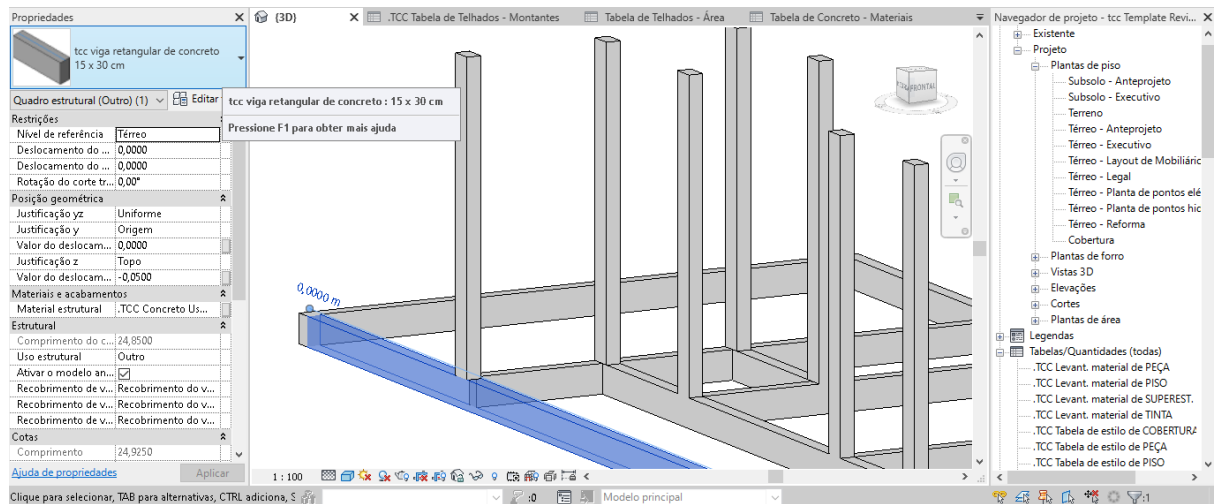 Propriedades
{3D}
.TCC Tabela de Telhados - Montantes
Tabela de Telhados - Área
Tabela de Concreto - Materiais
Navegador de projeto - tcc Template Revi...
tcc viga retangular de concreto
15 x 30 cm
Quadro estrutural (Outro) (1)
Editar
tcc viga retangular de concreto : 15 x 30 cm
Pressione F1 para obter mais ajuda
Restrições
Nível de referência Térreo
Deslocamento do ... 0,0000
Deslocamento do ... 0,0000
Rotação do corte tr... 0,00°
Posição geométrica
Justificação yz Uniforme
Justificação y Origem
Valor do deslocam... 0,0000
Justificação z Topo
Valor do deslocam... -0,0500
Materiais e acabamentos
Material estrutural .TCC Concreto Us...
Estrutural
Comprimento do c... 24,8500
Uso estrutural Outro
Ativar o modelo an...
Recobrimento de v... Recobrimento do v...
Recobrimento de v... Recobrimento do v...
Recobrimento de v... Recobrimento do v...
Cotas
Comprimento 24,9250
Ajuda de propriedades
Aplicar
0,0000 m
FRONTAL
Existente
Projeto
Plantas de piso
Subsolo - Anteprojeto
Subsolo - Executivo
Terreno
Térreo - Anteprojeto
Térreo - Executivo
Térreo - Layout de Mobiliáric
Térreo - Legal
Térreo - Planta de pontos elé
Térreo - Planta de pontos hic
Térreo - Reforma
Cobertura
Plantas de forro
Vistas 3D
Elevações
Cortes
Plantas de área
Legendas
Tabelas/Quantidades (todas)
.TCC Levant. material de PEÇA
.TCC Levant. material de PISO
.TCC Levant. material de SUPEREST.
.TCC Levant. material de TINTA
.TCC Tabela de estilo de COBERTURA
.TCC Tabela de estilo de PEÇA
.TCC Tabela de estilo de PISO
1 : 100
Clique para selecionar, TAB para alternativas, CTRL adiciona, S
:0
Modelo principal
:1